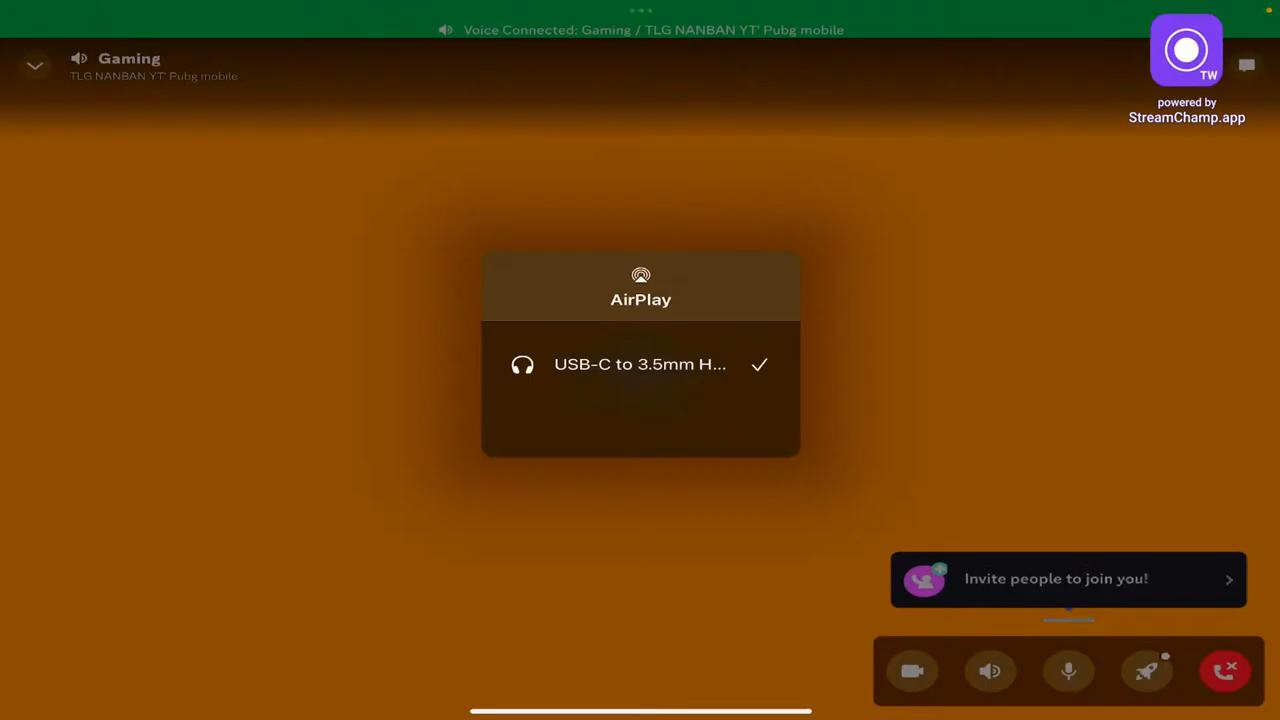 Voice Connected: Gaming / TLG NANBAN YT' Pubg mobile
Gaming
TLG NANBAN YT' Pubg mobile
TW
powered by
StreamChamp.app
AirPlay
USB-C to 3.5mm H...
Invite people to join you!